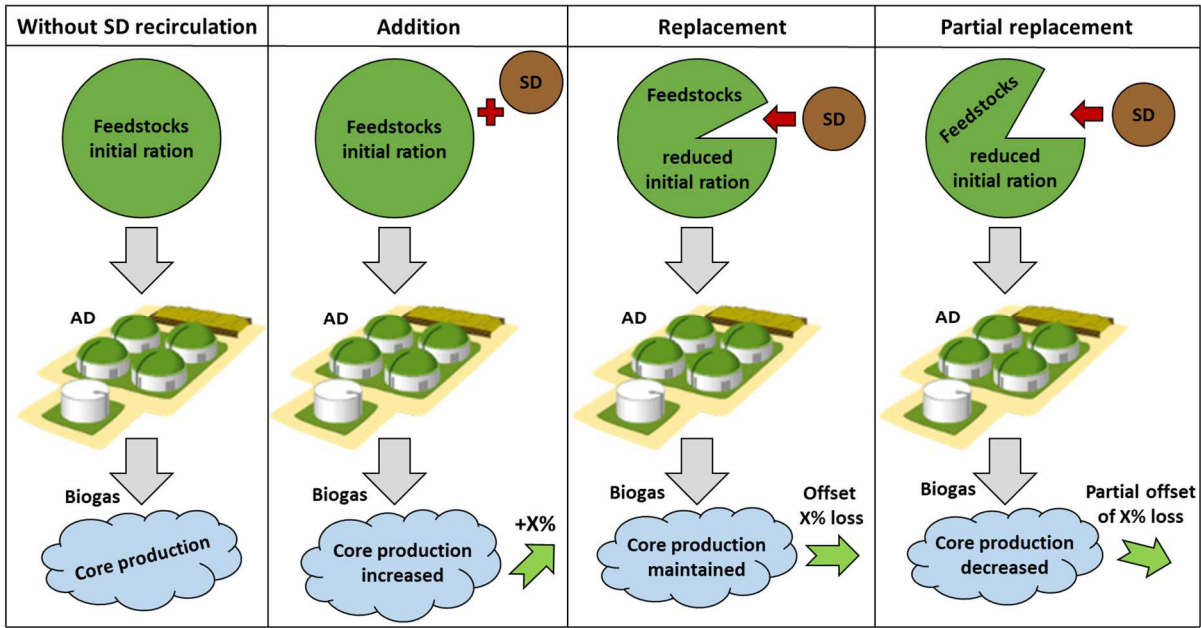 Without SD recirculation
Feedstocks
initial ration
AD
Biogas
Core production
Addition
SD
Feedstocks
initial ration
AD
Biogas
+X%
Core production
increased
Replacement
Feedstocks
SD
reduced
initial ration
AD
Biogas
Offset
X% loss
Core production
maintained
Partial replacement
Feedstocks
SD
reduced
initial ration
AD
Biogas
Partial offset
of X% loss
Core production
decreased